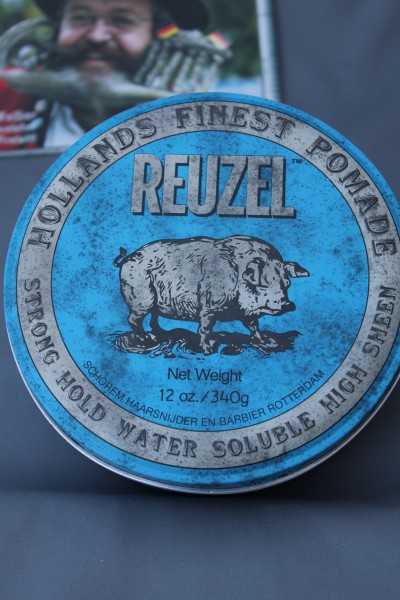 HOLLANDS FINEST POMADE
REUZEL™
Net Weight
12 oz./340g
SCHOREM HAARSNIJDER EN BARBIER ROTTERDAM
STRONG HOLD WATER SOLUBLE HIGH SHEEN